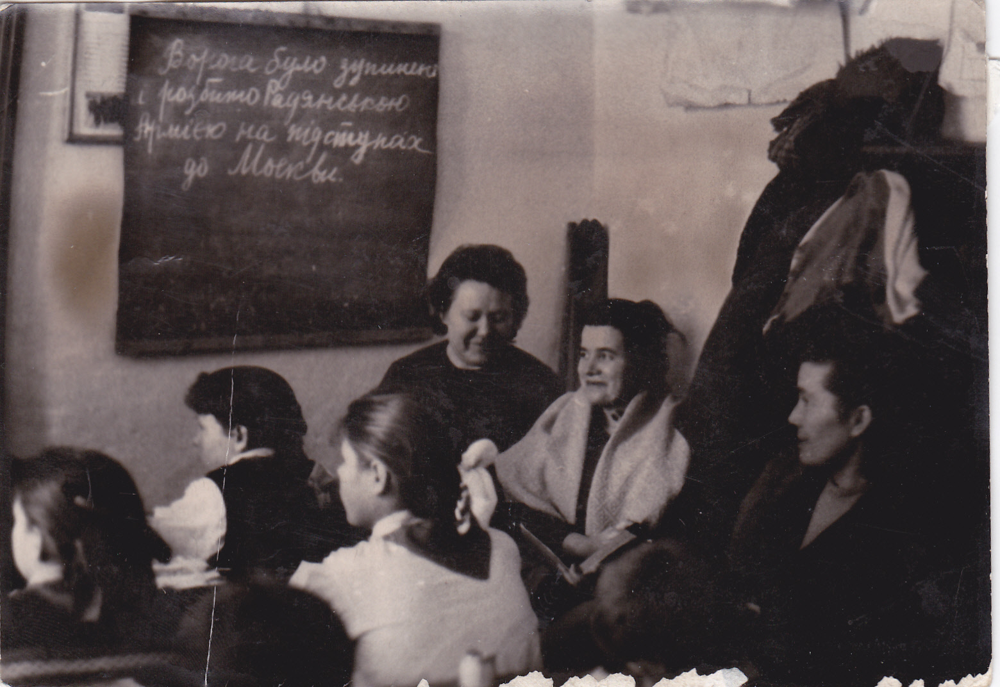 Ворога було зупинено
і розбито Радянською
Армією на підступах
до Москви.